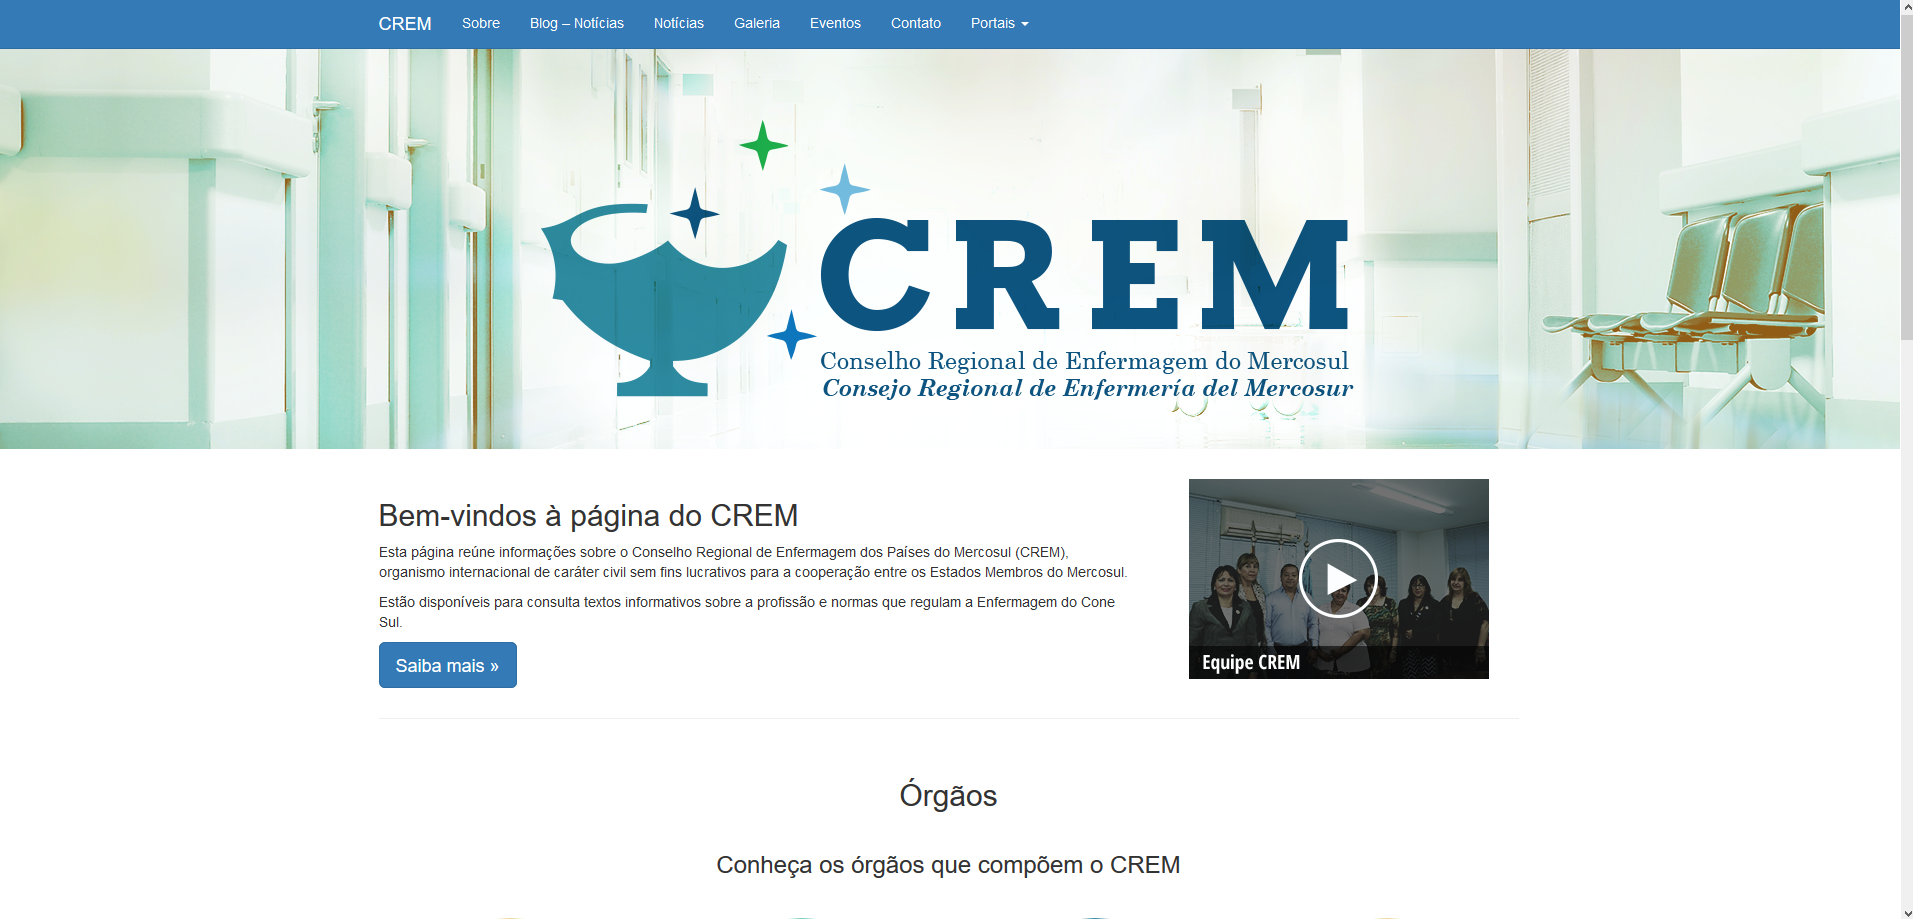 CREM Sobre Blog – Notícias Notícias Galeria Eventos Contato Portais
CREM
Conselho Regional de Enfermagem do Mercosul
Consejo Regional de Enfermería del Mercosur
Bem-vindos à página do CREM
Esta página reúne informações sobre o Conselho Regional de Enfermagem dos Países do Mercosul (CREM),
organismo internacional de caráter civil sem fins lucrativos para a cooperação entre os Estados Membros do Mercosul.
Estão disponíveis para consulta textos informativos sobre a profissão e normas que regulam a Enfermagem do Cone
Sul.
Saiba mais »
Equipe CREM
Órgãos
Conheça os órgãos que compõem o CREM